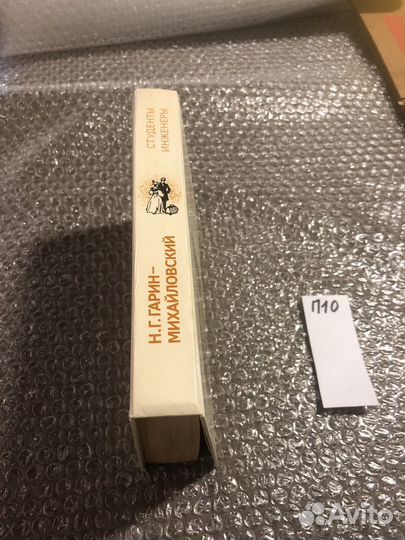 Н.Г.ГАРИН–
МИХАЙЛОВСКИЙ
СТУДЕНТЫ
ИНЖЕНЕРЫ
П10
Avito